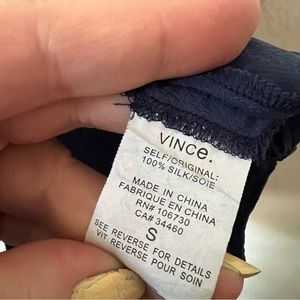 VINCE.
SELF/ORIGINAL:
100% SILK/SOIE
MADE IN CHINA
FABRIQUE EN CHINA
RN# 106730
CA# 34460
S
SEE REVERSE FOR DETAILS
VIT REVERSE POUR SOIN